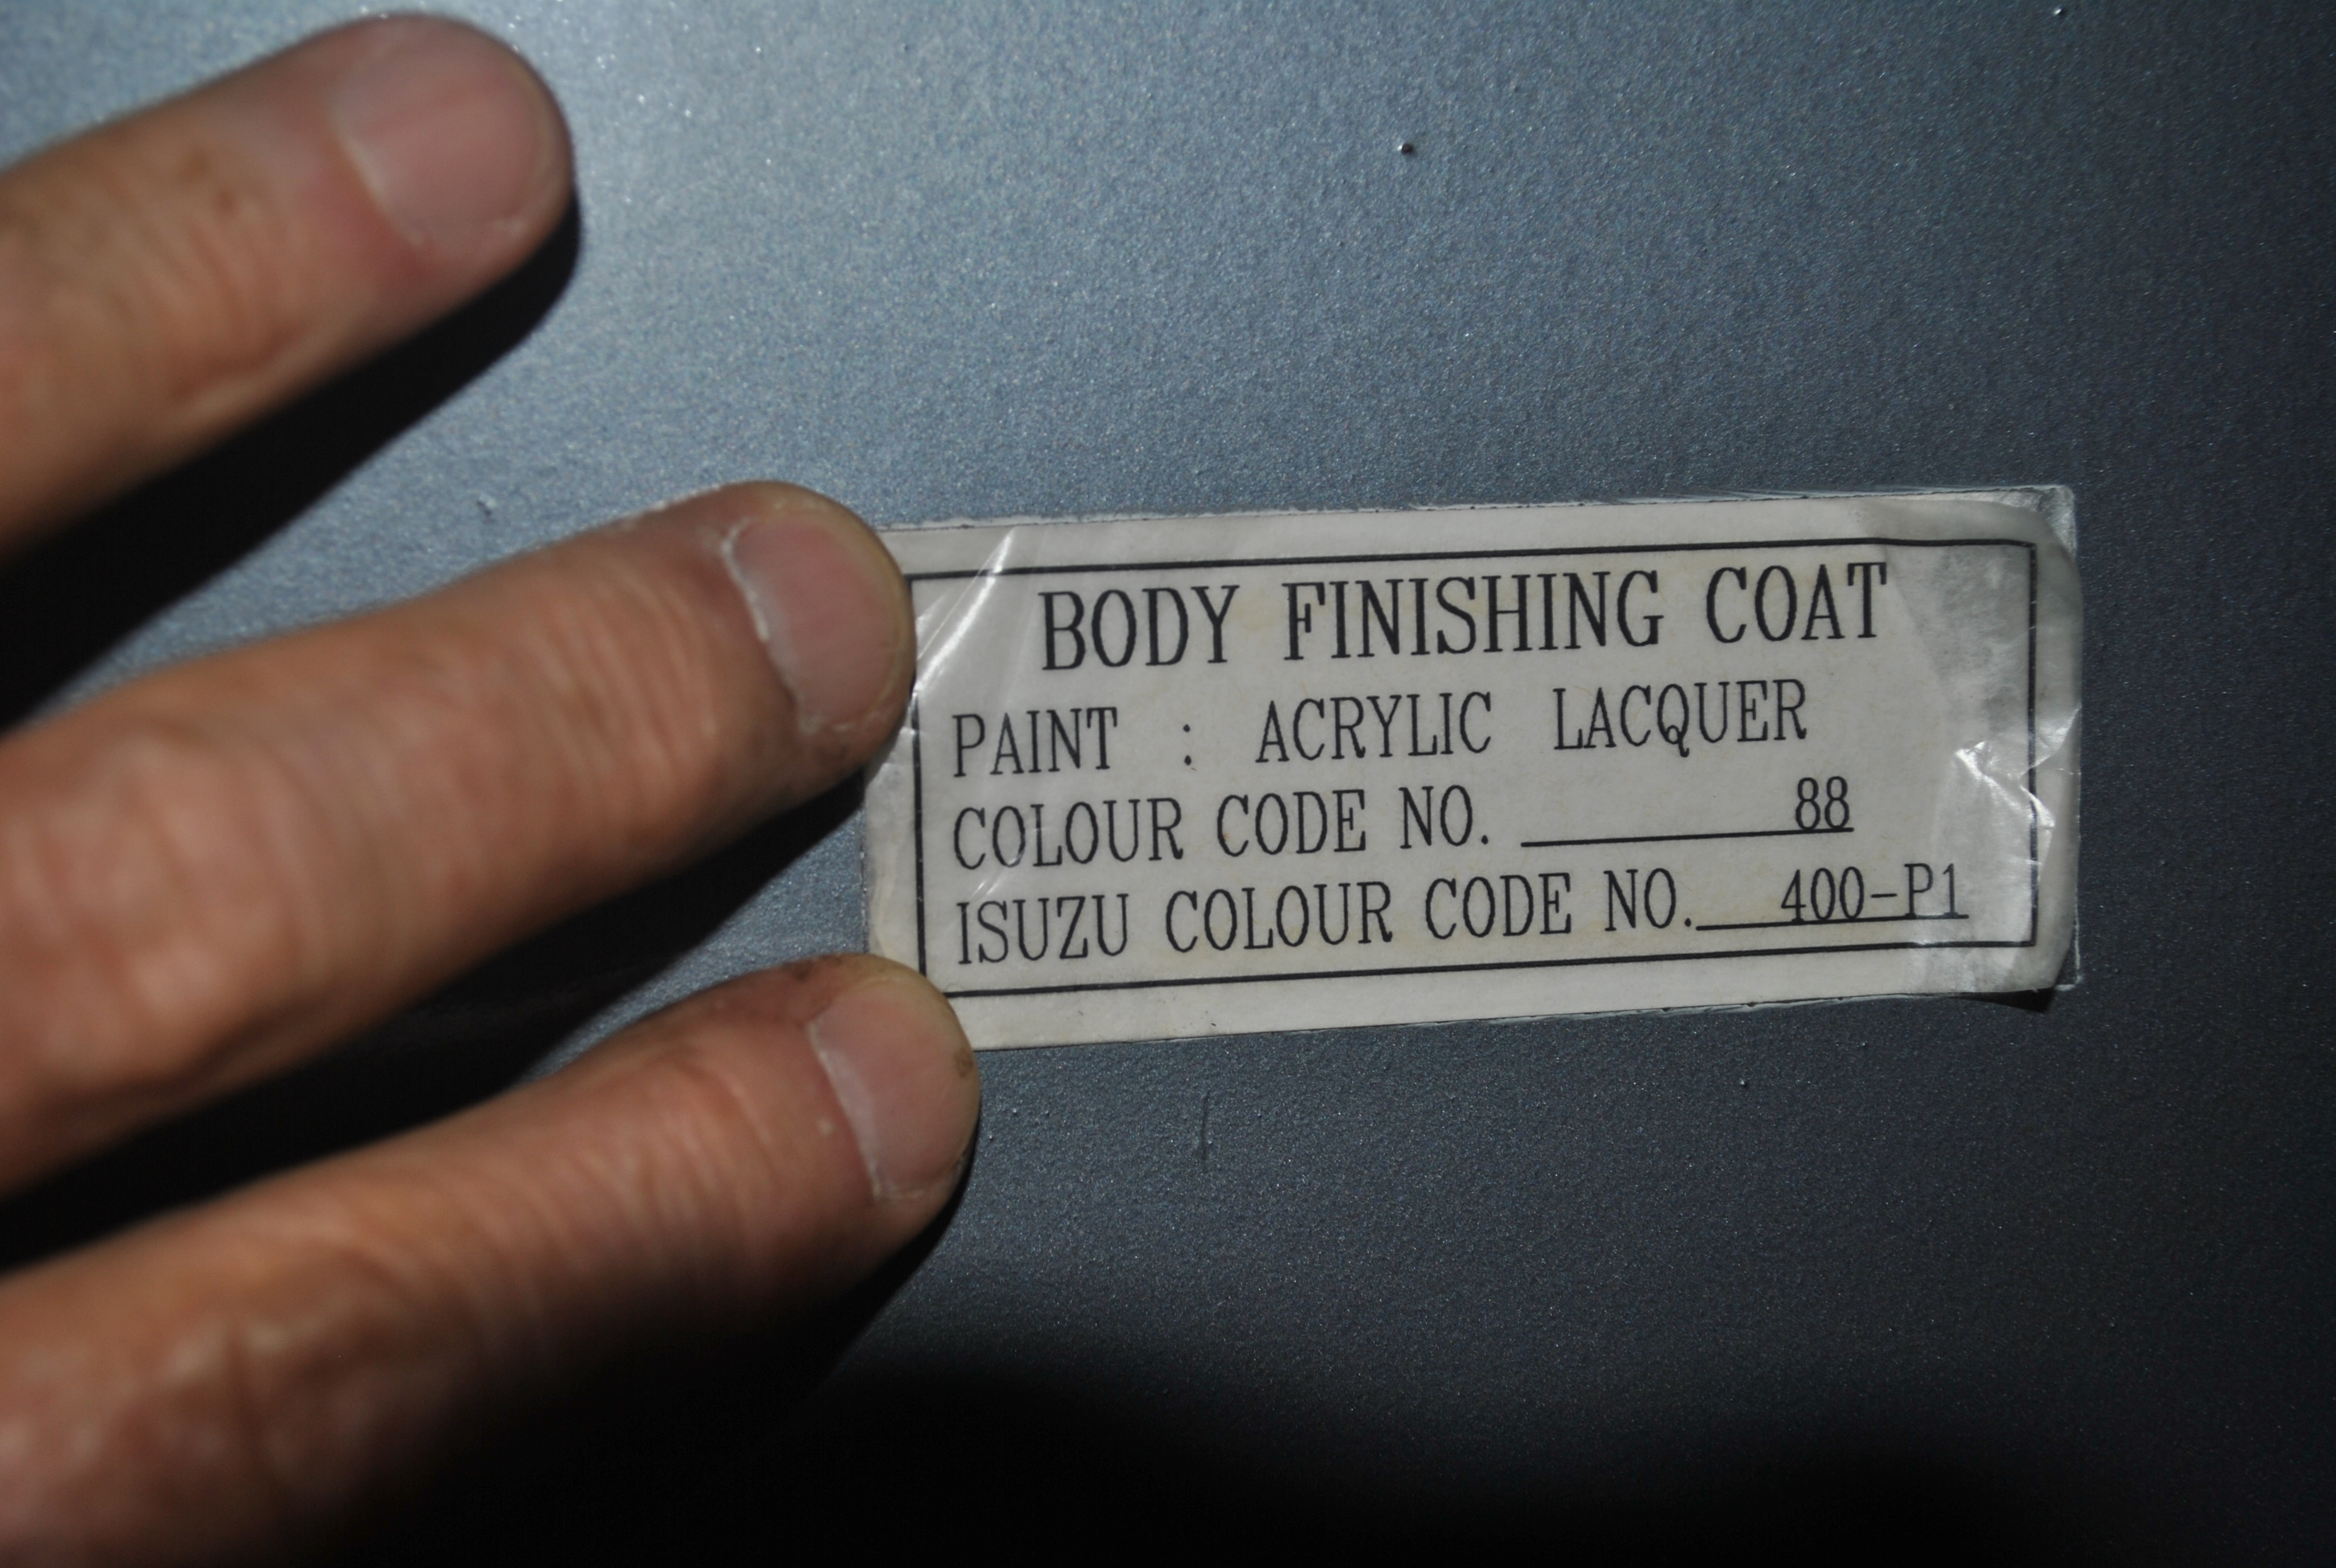 BODY FINISHING COAT
PAINT : ACRYLIC LACQUER
COLOUR CODE NO. 88
ISUZU COLOUR CODE NO. 400-P1